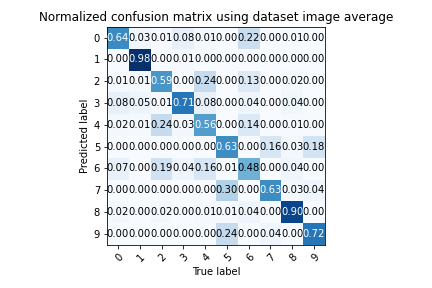 Normalized confusion matrix using dataset image average
Predicted label
0 0.64 0.03 0.01 0.08 0.01 0.00 0.22 0.00 0.01 0.00
1 0.00 0.98 0.00 0.01 0.00 0.00 0.00 0.00 0.00 0.00
2 0.01 0.01 0.59 0.00 0.24 0.00 0.13 0.00 0.02 0.00
3 0.08 0.05 0.01 0.71 0.08 0.00 0.04 0.00 0.04 0.00
4 0.02 0.01 0.24 0.03 0.56 0.00 0.14 0.00 0.01 0.00
5 0.00 0.00 0.00 0.00 0.00 0.63 0.00 0.16 0.03 0.18
6 0.07 0.00 0.19 0.04 0.16 0.01 0.48 0.00 0.04 0.00
7 0.00 0.00 0.00 0.00 0.00 0.30 0.00 0.63 0.03 0.04
8 0.02 0.00 0.02 0.00 0.01 0.01 0.04 0.00 0.90 0.00
9 0.00 0.00 0.00 0.00 0.00 0.24 0.00 0.04 0.00 0.72
0 1 2 3 4 5 6 7 8 9
True label